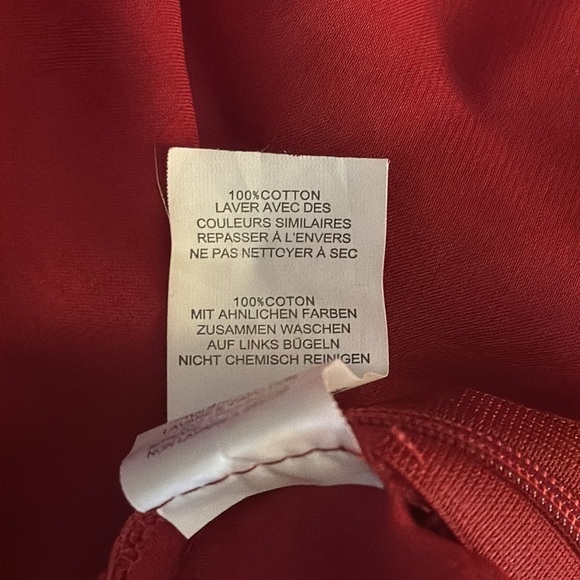 100%COTTON
LAVER AVEC DES
COULEURS SIMILAIRES
REPASSER À L'ENVERS
NE PAS NETTOYER À SEC
100%COTON
MIT AHNLICHEN FARBEN
ZUSAMMEN WASCHEN
AUF LINKS BÜGELN
NICHT CHEMISCH REINIGEN